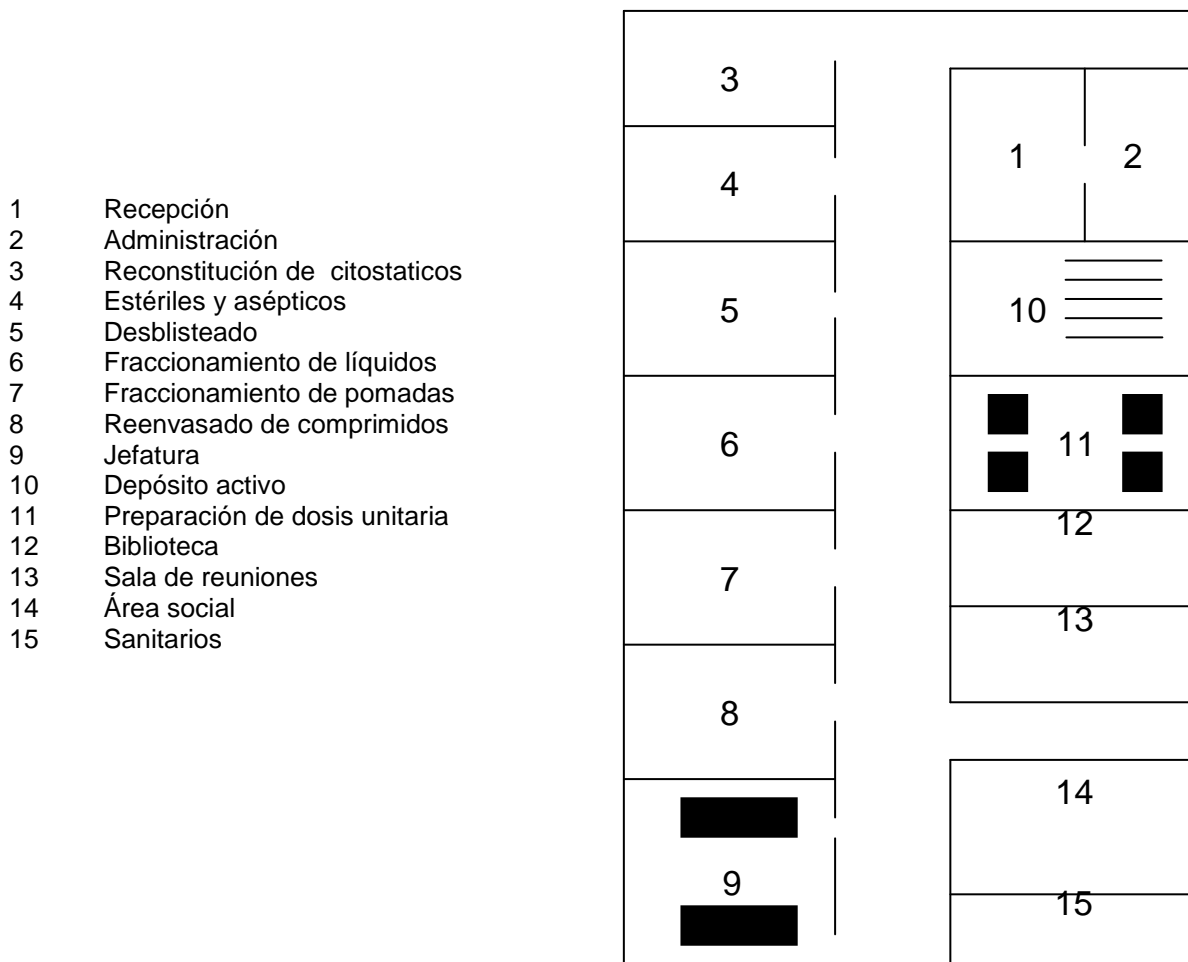 1 Recepción
2 Administración
3 Reconstitución de citostaticos
4 Estériles y asépticos
5 Desblisteado
6 Fraccionamiento de líquidos
7 Fraccionamiento de pomadas
8 Reenvasado de comprimidos
9 Jefatura
10 Depósito activo
11 Preparación de dosis unitaria
12 Biblioteca
13 Sala de reuniones
14 Área social
15 Sanitarios
3
4
5
6
7
8
9
1 2
10
11
12
13
14
15